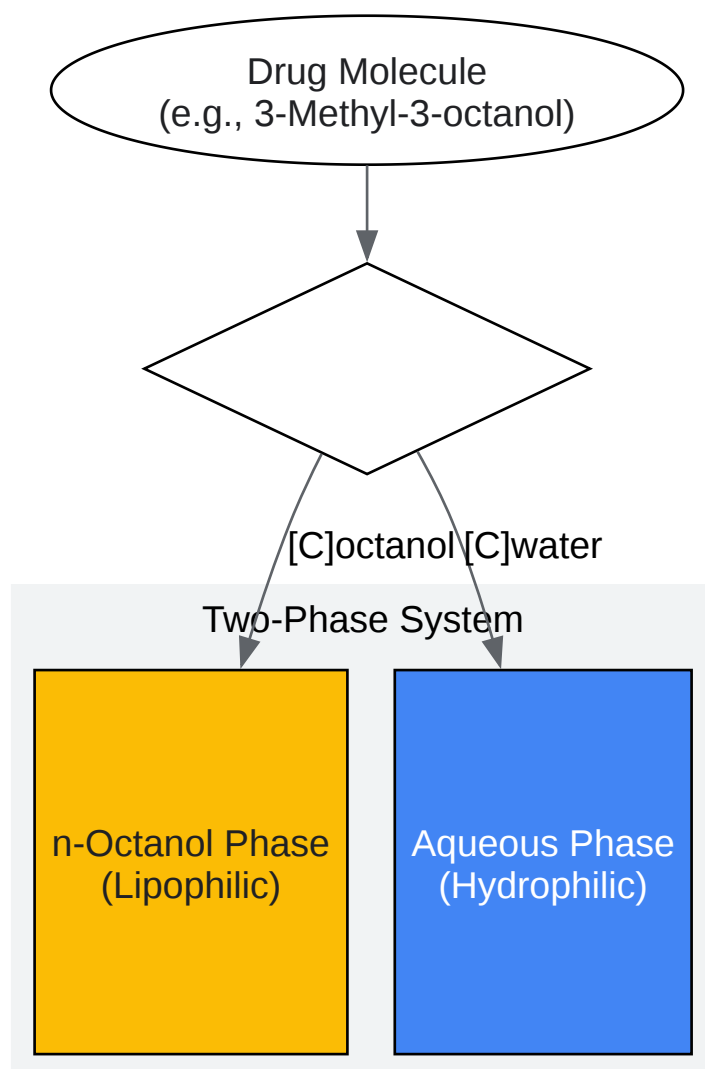 Drug Molecule
(e.g., 3-Methyl-3-octanol)
[C]octanol
[C]water
Two-Phase System
n-Octanol Phase
(Lipophilic)
Aqueous Phase
(Hydrophilic)